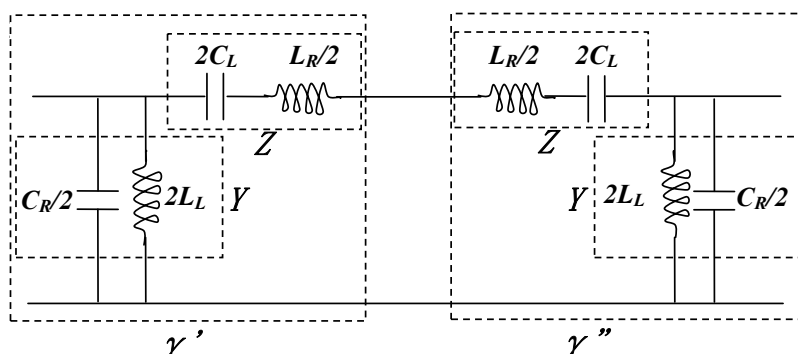 2C_L L_R/2 L_R/2 2C_L
Z Z
C_R/2 2L_L Y Y 2L_L C_R/2
γ' γ''